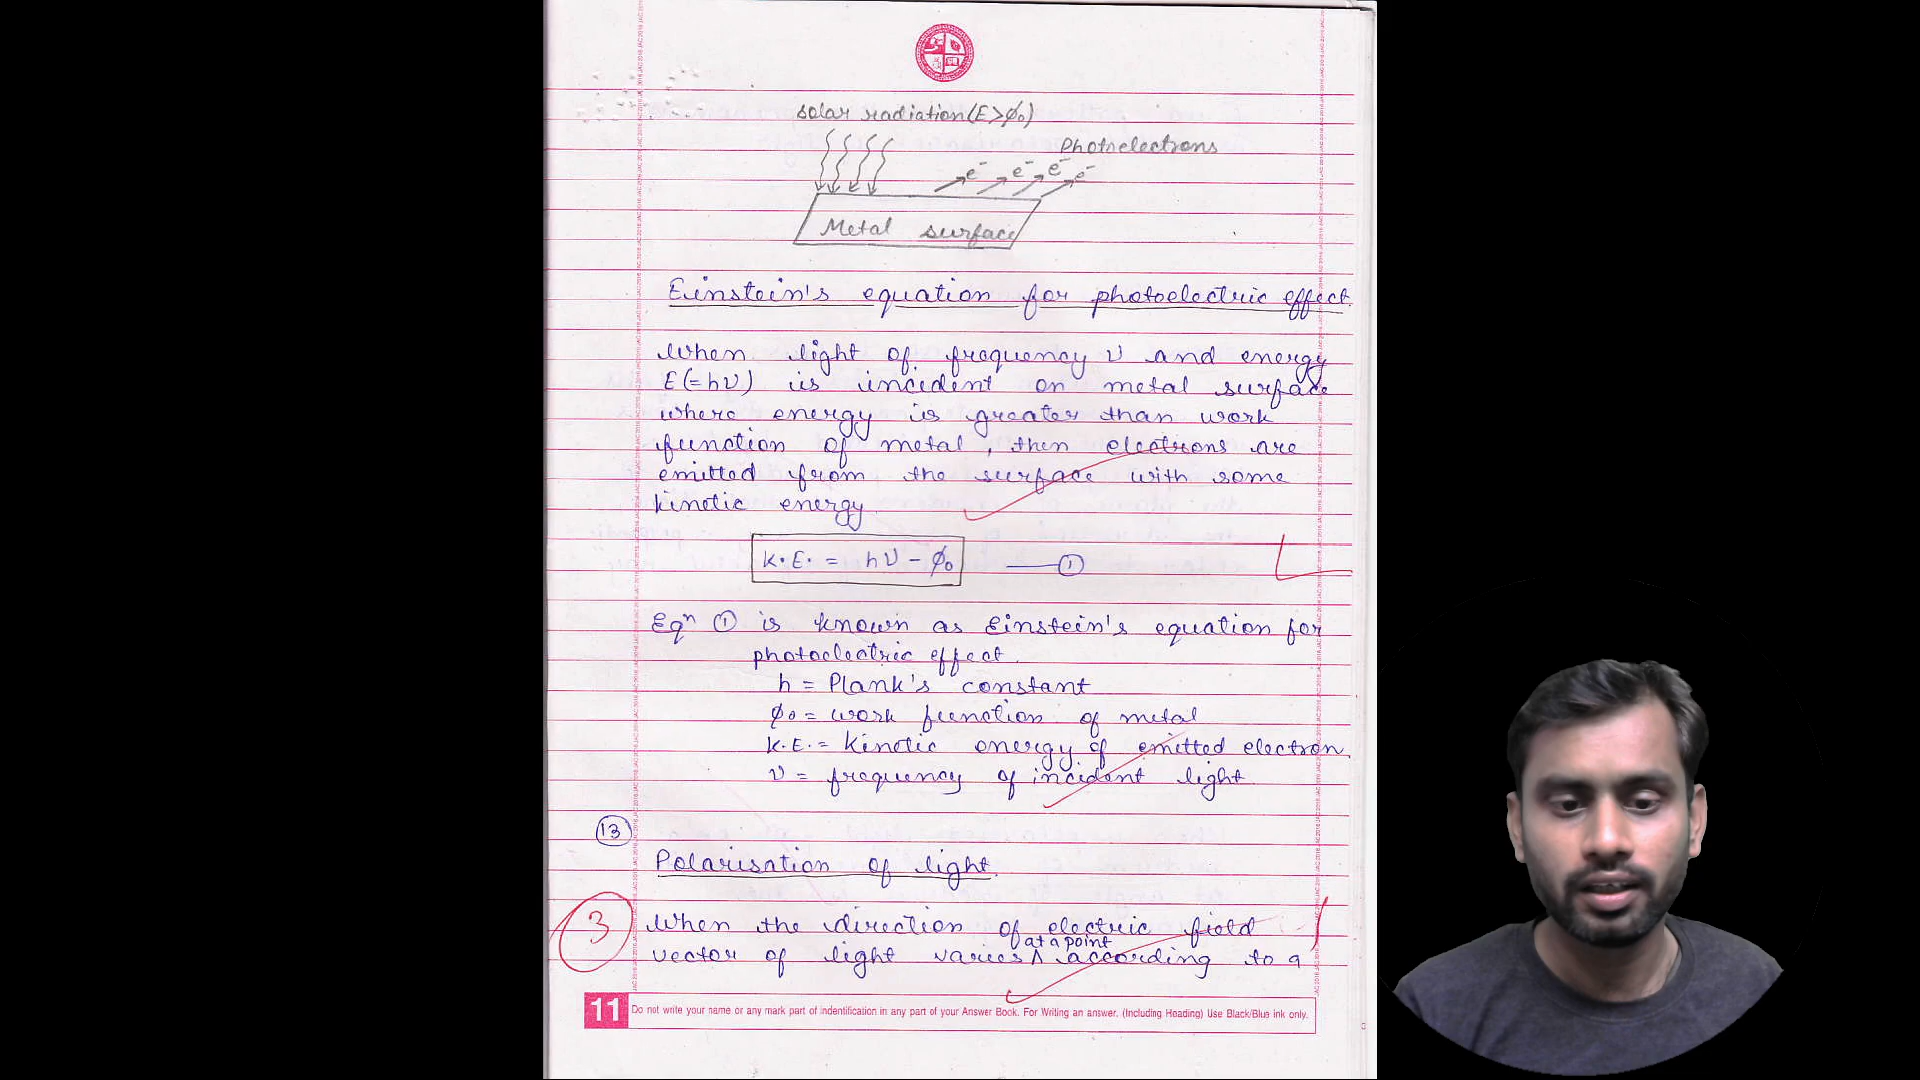 solar radiation (E>φ₀)
Photoelectrons
e⁻ e⁻ e⁻ e⁻
Metal surface
Einstein's equation for photoelectric effect
When light of frequency ν and energy
E(=hν) is incident on metal surface
where energy is greater than work
function of metal, then electrons are
emitted from the surface with some
kinetic energy.
K.E. = hν - φ₀ —— ①
Eqⁿ ① is known as Einstein's equation for
photoelectric effect.
h = Plank's constant
φ₀ = work function of metal
K.E. = Kinetic energy of emitted electron
ν = frequency of incident light
13
Polarisation of light
3
When the direction of electric field
at a point
vector of light varies ∧ according to a
11 Do not write your name or any mark part of indentification in any part of your Answer Book. For Writing an answer. (Including Heading) Use Black/Blue ink only.